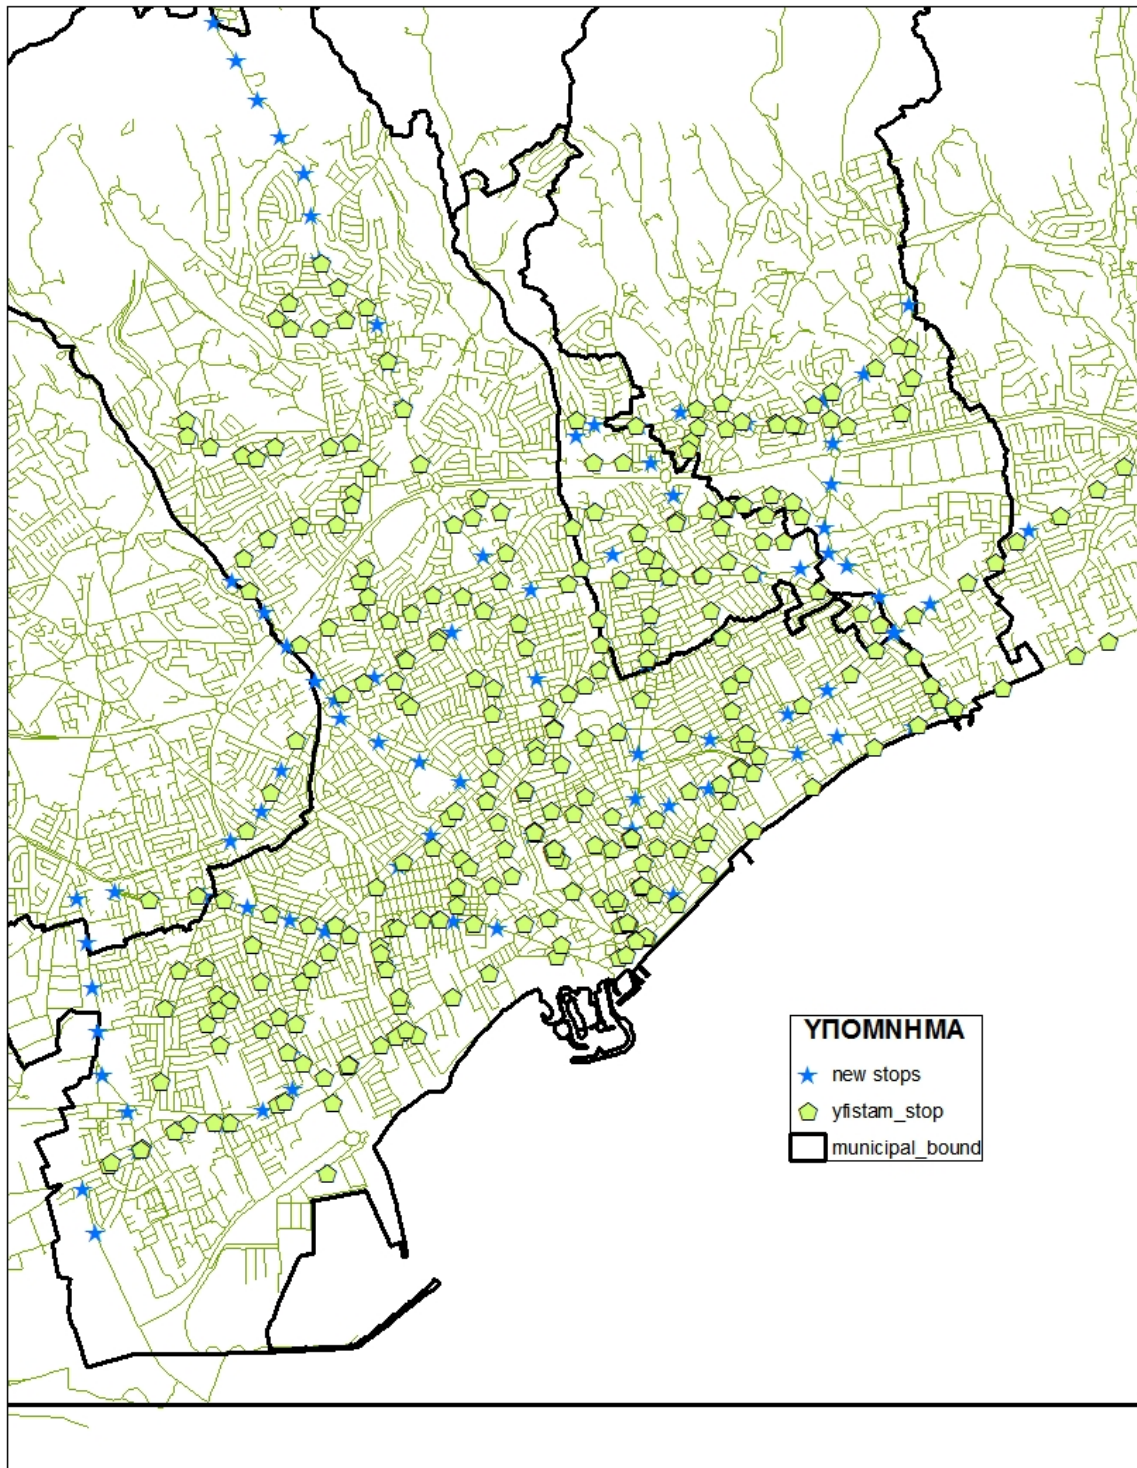 ΥΠΟΜΝΗΜΑ
new stops
yfistam_stop
municipal_bound